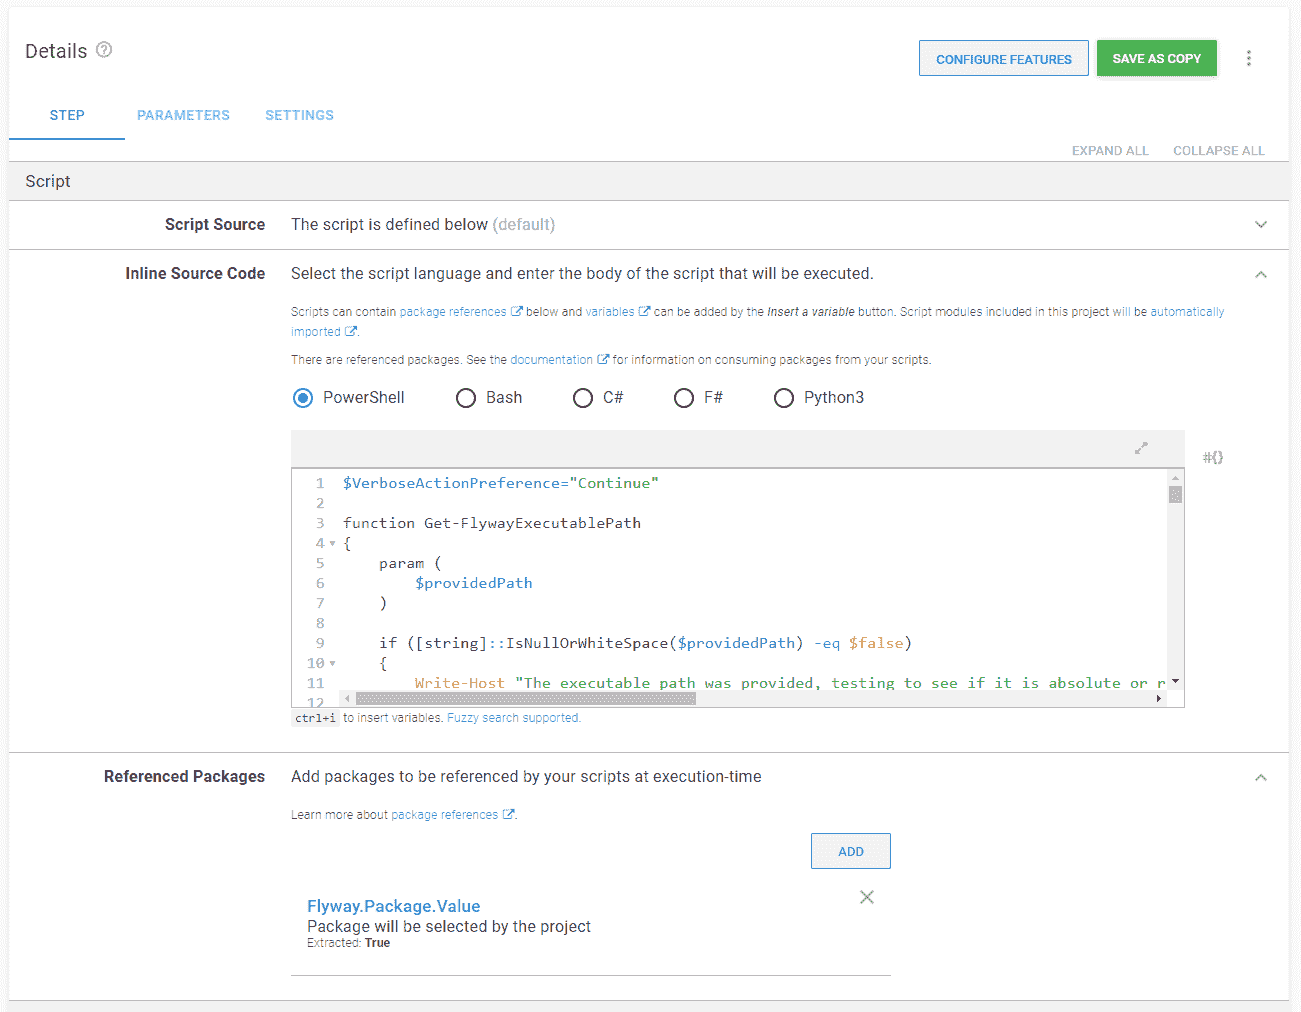 Details ?
CONFIGURE FEATURES
SAVE AS COPY
STEP
PARAMETERS
SETTINGS
EXPAND ALL
COLLAPSE ALL
Script
Script Source
The script is defined below (default)
Inline Source Code
Select the script language and enter the body of the script that will be executed.
Scripts can contain package references below and variables can be added by the Insert a variable button. Script modules included in this project will be automatically
imported .
There are referenced packages. See the documentation for information on consuming packages from your scripts.
PowerShell
Bash
C#
F#
Python3
#{}
1 $VerboseActionPreference="Continue"
2
3 function Get-FlywayExecutablePath
4 {
5 param (
6 $providedPath
7 )
8
9 if ([string]::IsNullOrWhiteSpace($providedPath) -eq $false)
10 {
11 Write-Host "The executable path was provided, testing to see if it is absolute or r
12
ctrl+i to insert variables. Fuzzy search supported.
Referenced Packages
Add packages to be referenced by your scripts at execution-time
Learn more about package references .
ADD
Flyway.Package.Value
Package will be selected by the project
Extracted: True